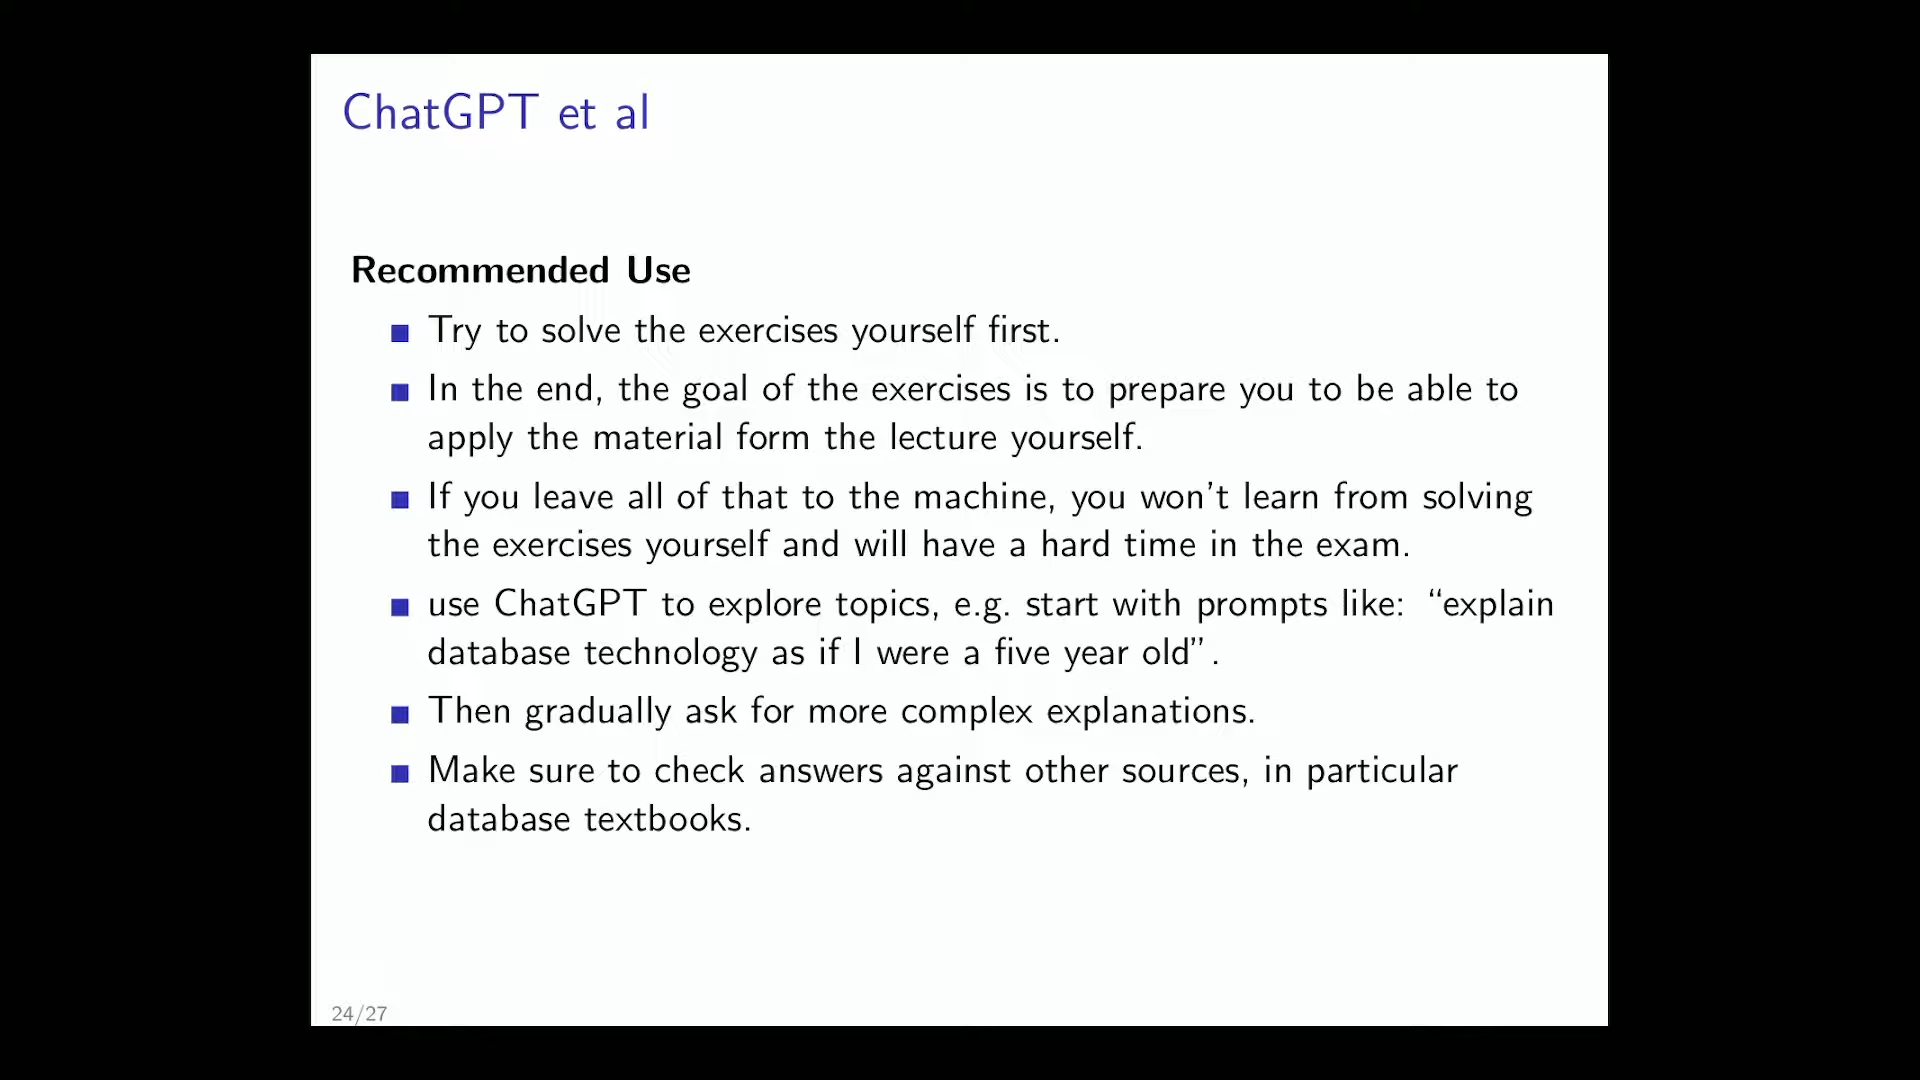 ChatGPT et al
Recommended Use
Try to solve the exercises yourself first.
In the end, the goal of the exercises is to prepare you to be able to
apply the material form the lecture yourself.
If you leave all of that to the machine, you won't learn from solving
the exercises yourself and will have a hard time in the exam.
use ChatGPT to explore topics, e.g. start with prompts like: “explain
database technology as if I were a five year old”.
Then gradually ask for more complex explanations.
Make sure to check answers against other sources, in particular
database textbooks.
24/27